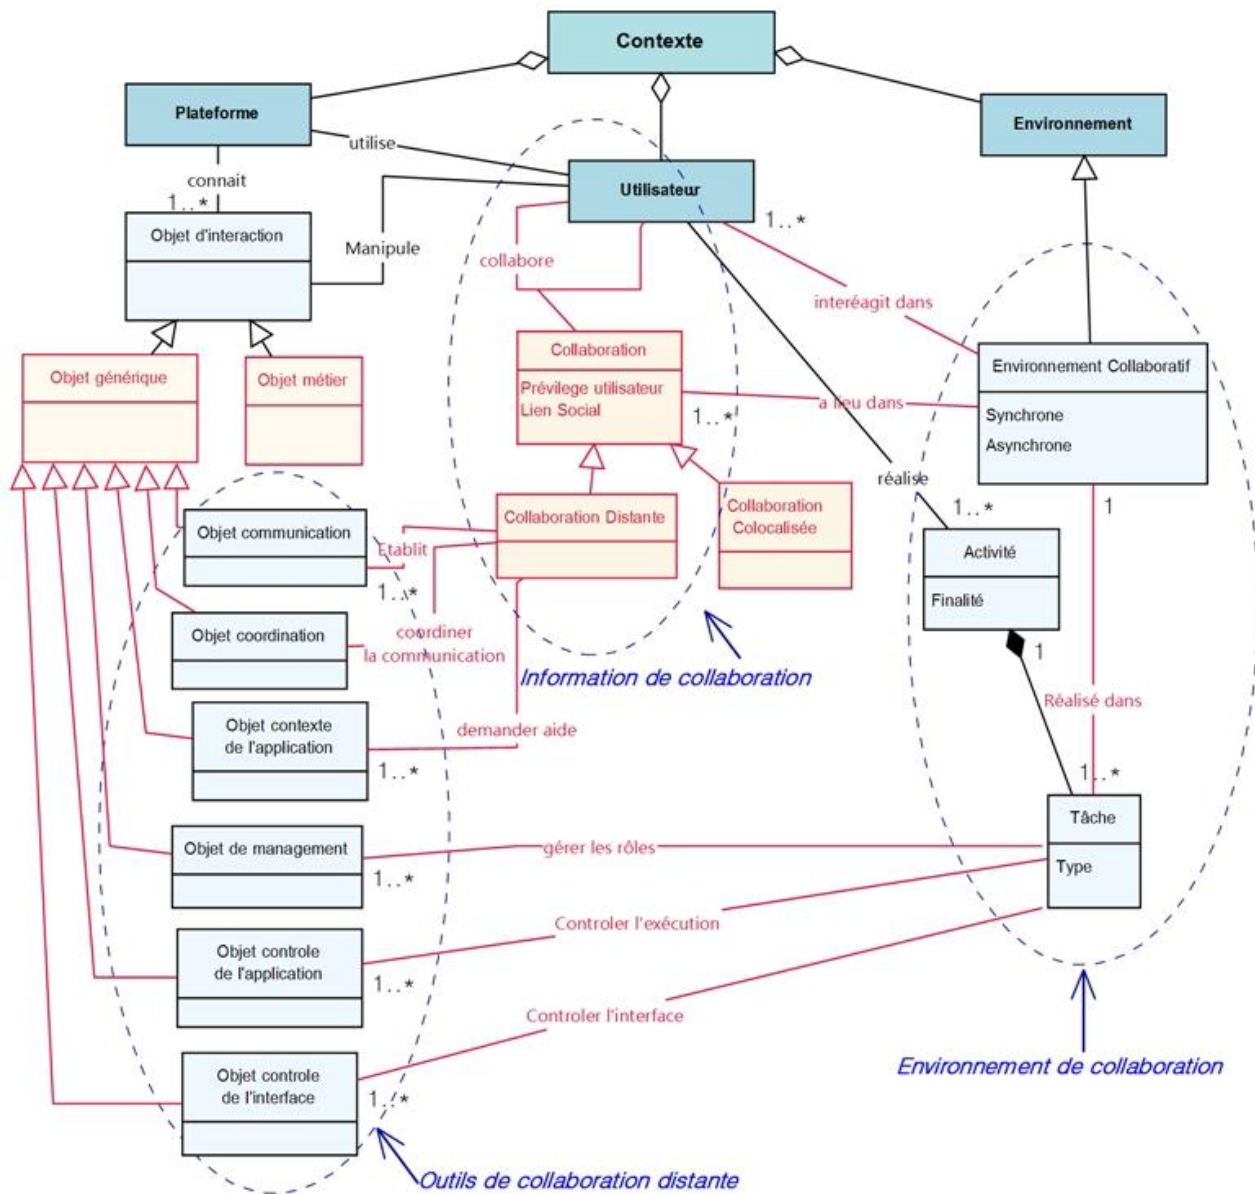 Contexte
Plateforme
Environnement
utilise
Utilisateur
connait
1..*
1..*
Objet d'interaction
Manipule
collabore
interéagit dans
Collaboration
Prévilege utilisateur
Lien Social
1..*
a lieu dans
Environnement Collaboratif
Synchrone
Asynchrone
Objet générique
Objet métier
réalise
1..*
1
Collaboration Distante
Collaboration
Colocalisée
Activité
Finalité
1
Objet communication
Etablit
1..*
Objet coordination
coordiner
la communication
Information de collaboration
Objet contexte
de l'application
demander aide
1..*
Réalisé dans
1..*
Tâche
Type
Objet de management
gérer les rôles
1..*
Objet controle
de l'application
Controler l'exécution
1..*
Controler l'interface
Objet controle
de l'interface
1..*
Environnement de collaboration
Outils de collaboration distante